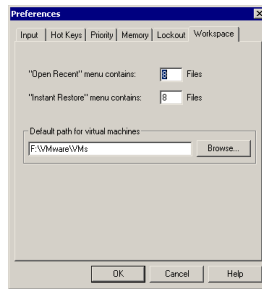 Preferences
Input Hot Keys Priority Memory Lockout Workspace
"Open Recent" menu contains: 8 Files
"Instant Restore" menu contains: 8 Files
Default path for virtual machines
F:\VMware\VMs Browse...
OK Cancel Help